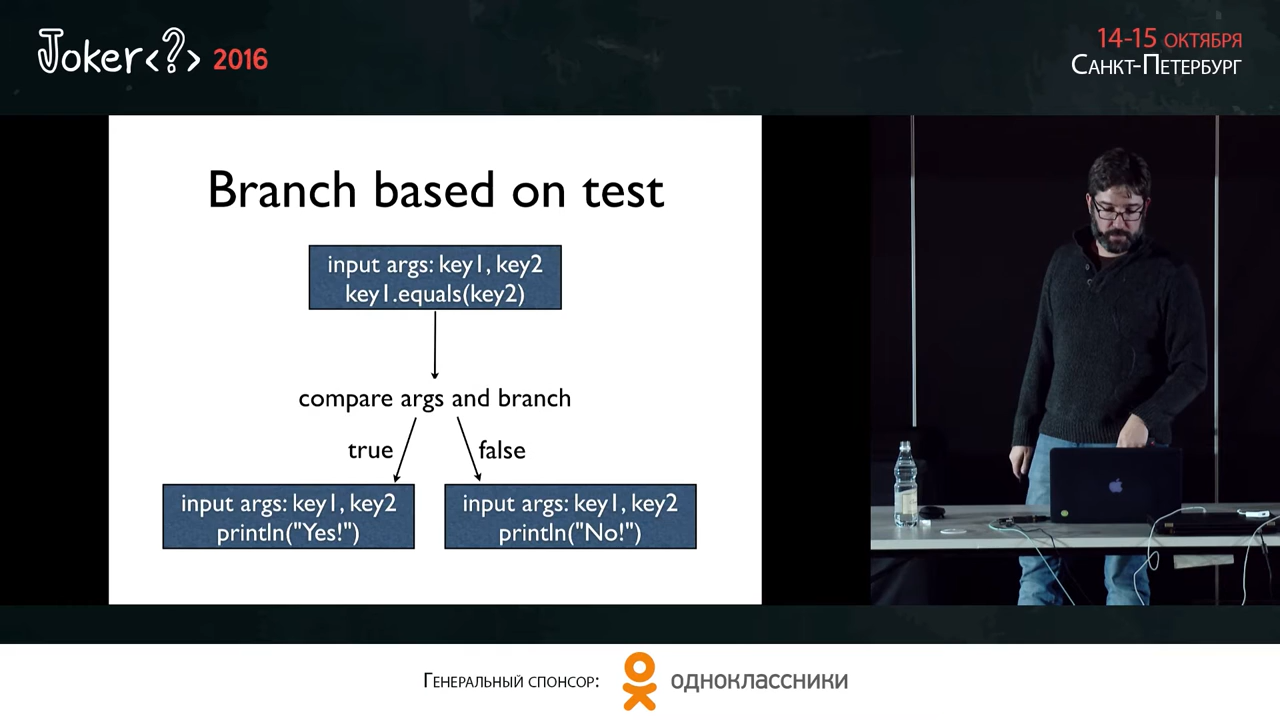 Joker<?> 2016
14-15 ОКТЯБРЯ
САНКТ-ПЕТЕРБУРГ
Branch based on test
input args: key1, key2
key1.equals(key2)
compare args and branch
true
false
input args: key1, key2
println("Yes!")
input args: key1, key2
println("No!")
ГЕНЕРАЛЬНЫЙ СПОНСОР:
одноклассники